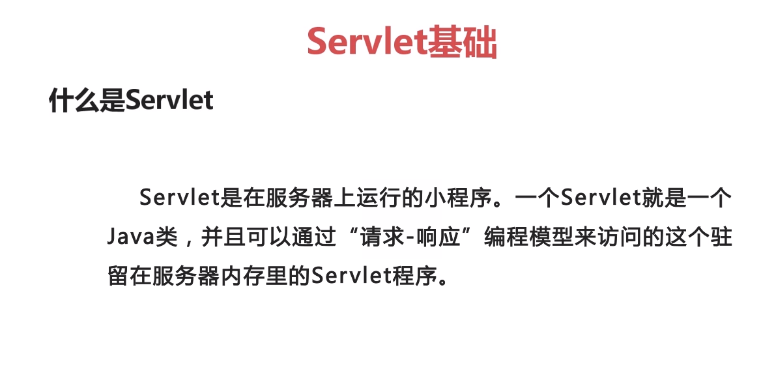 Servlet基础
什么是Servlet
Servlet是在服务器上运行的小程序。一个Servlet就是一个
Java类，并且可以通过“请求-响应”编程模型来访问的这个驻
留在服务器内存里的Servlet程序。